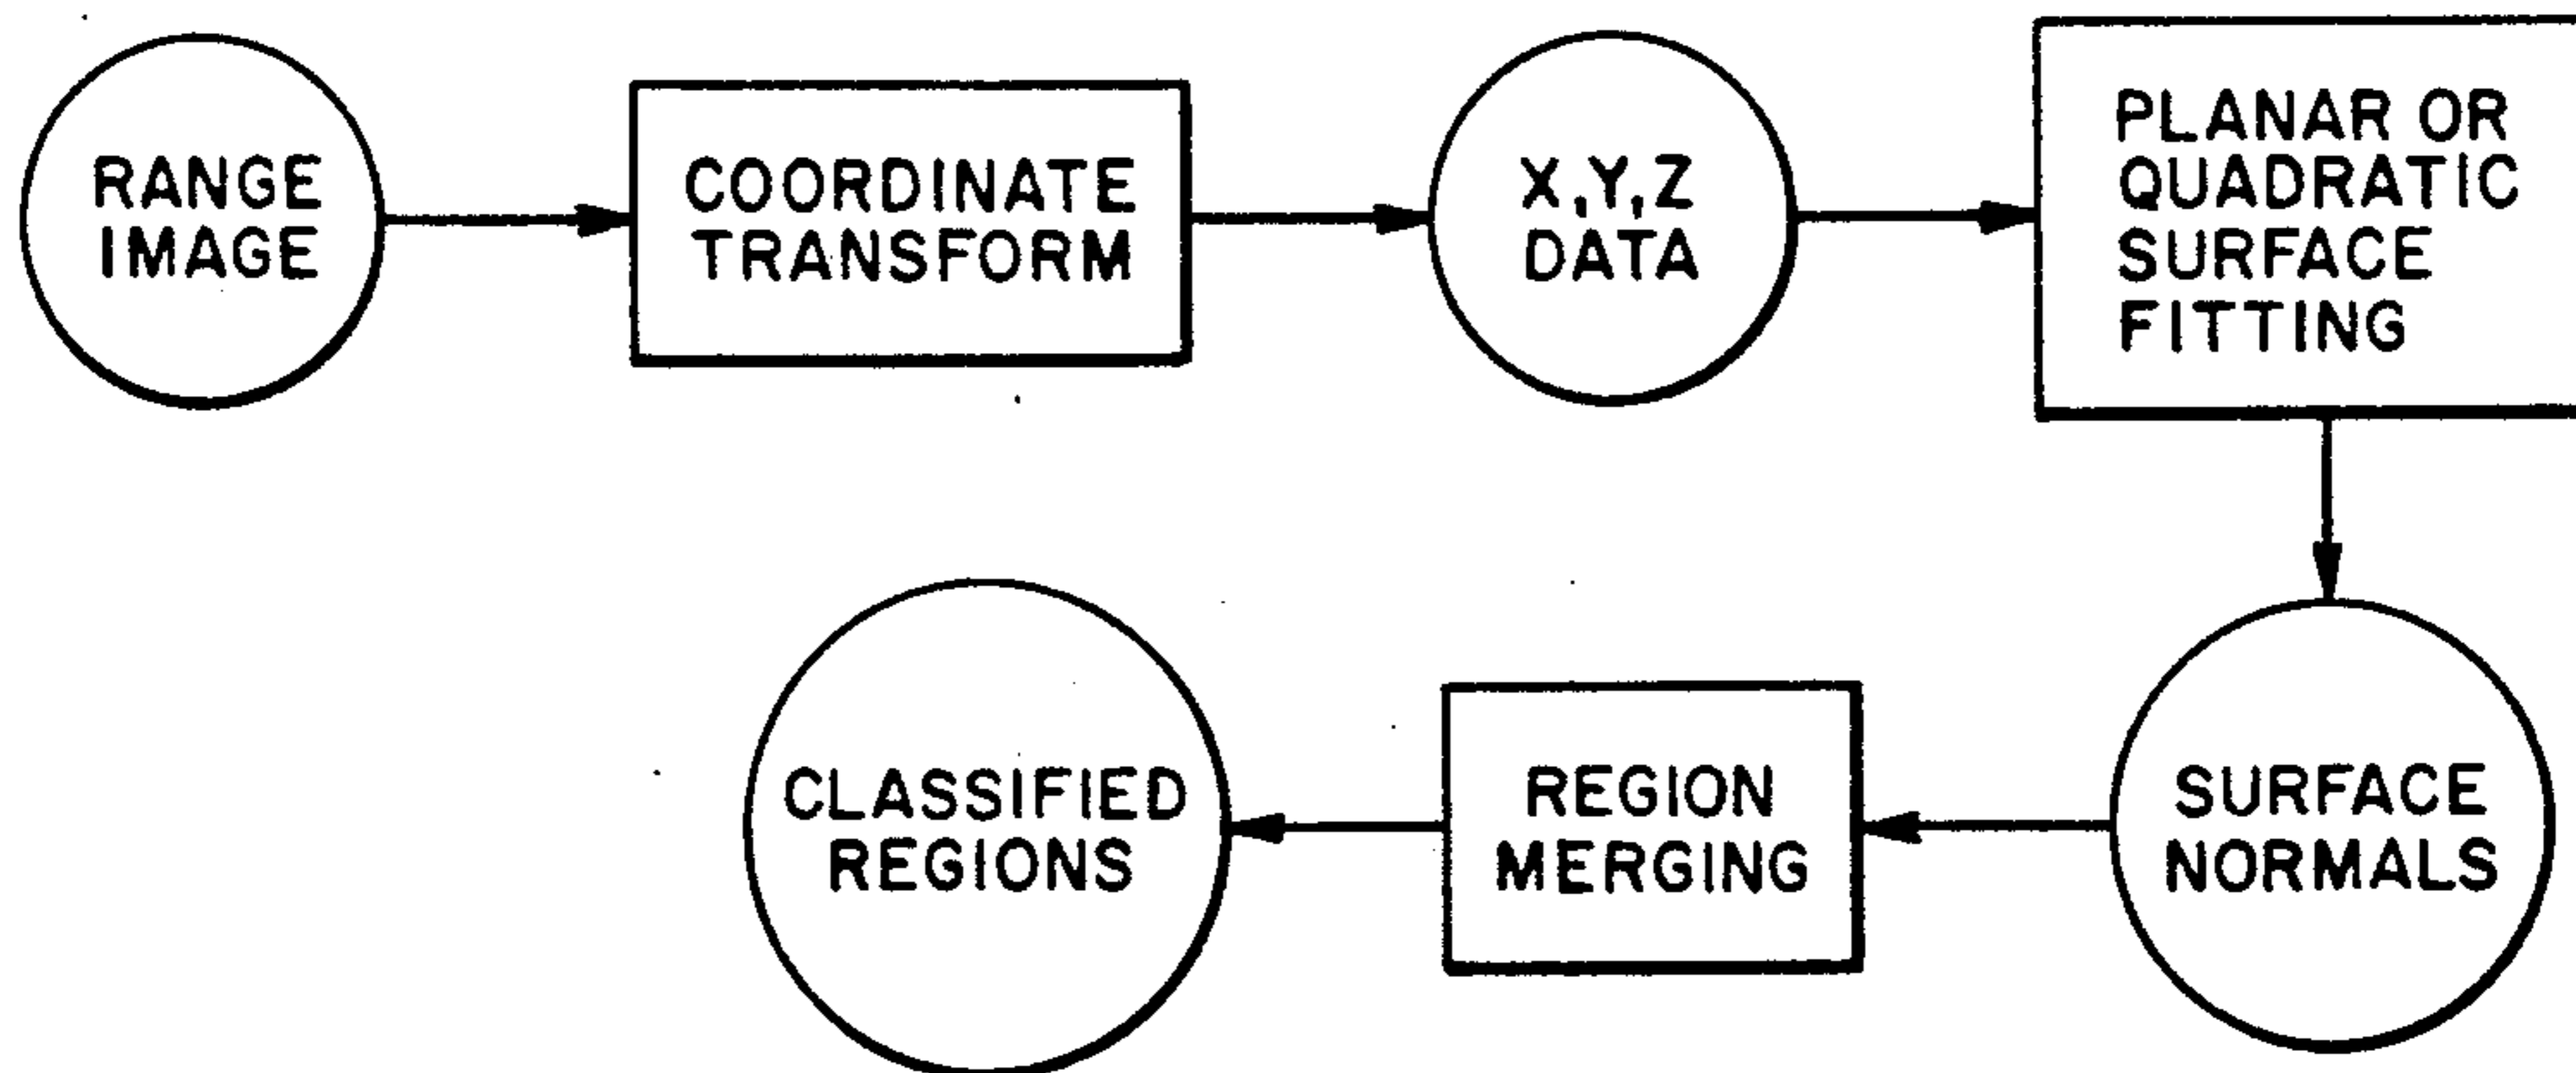 RANGE
IMAGE
COORDINATE
TRANSFORM
X,Y,Z
DATA
PLANAR OR
QUADRATIC
SURFACE
FITTING
SURFACE
NORMALS
REGION
MERGING
CLASSIFIED
REGIONS